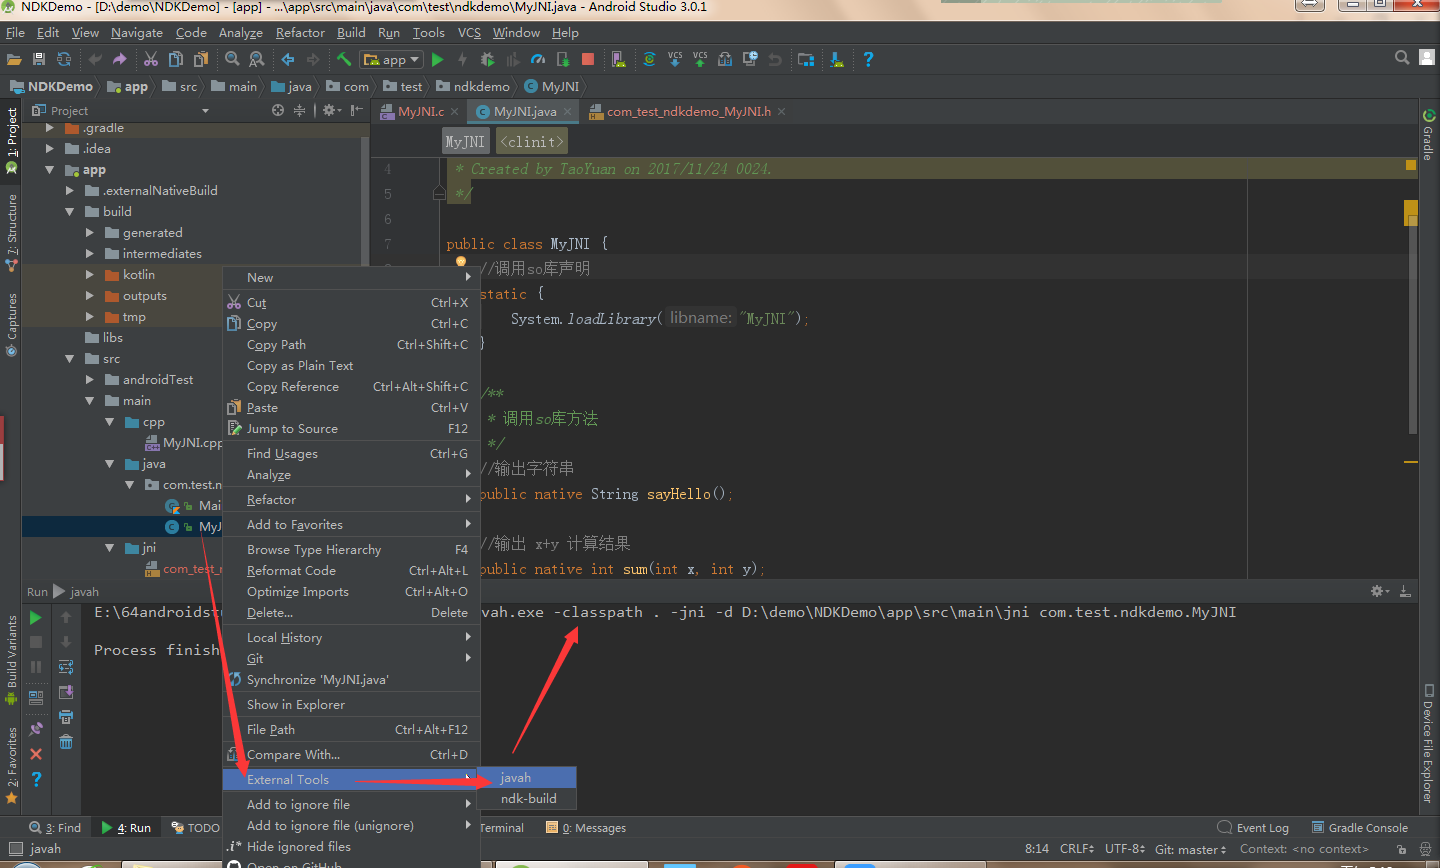 NDKDemo - [D:\demo\NDKDemo] - [app] - ...\app\src\main\java\com\test\ndkdemo\MyJNI.java - Android Studio 3.0.1
File Edit View Navigate Code Analyze Refactor Build Run Tools VCS Window Help
app
VCS VCS
NDKDemo app src main java com test ndkdemo MyJNI
Project
MyJNI.c MyJNI.java com_test_ndkdemo_MyJNI.h
1: Project
7: Structure
Captures
Build Variants
2: Favorites
Gradle
Device File Explorer
.gradle
.idea
app
.externalNativeBuild
build
generated
intermediates
kotlin
outputs
tmp
libs
src
androidTest
main
cpp
MyJNI.cpp
java
com.test.n
Mai
MyJ
jni
com_test_n
MyJNI <clinit>
4 * Created by TaoYuan on 2017/11/24 0024.
5 */
6
7 public class MyJNI {
//调用so库声明
static {
System.loadLibrary( libname: "MyJNI");
}
/**
* 调用so库方法
*/
//输出字符串
public native String sayHello();
//输出 x+y 计算结果
public native int sum(int x, int y);
New
Cut Ctrl+X
Copy Ctrl+C
Copy Path Ctrl+Shift+C
Copy as Plain Text
Copy Reference Ctrl+Alt+Shift+C
Paste Ctrl+V
Jump to Source F12
Find Usages Ctrl+G
Analyze
Refactor
Add to Favorites
Browse Type Hierarchy F4
Reformat Code Ctrl+Alt+L
Optimize Imports Ctrl+Alt+O
Delete... Delete
Local History
Git
Synchronize 'MyJNI.java'
Show in Explorer
File Path Ctrl+Alt+F12
Compare With... Ctrl+D
External Tools
Add to ignore file
Add to ignore file (unignore)
.i* Hide ignored files
Open on GitHub
javah
ndk-build
Run javah
E:\64androidst
vah.exe -classpath . -jni -d D:\demo\NDKDemo\app\src\main\jni com.test.ndkdemo.MyJNI
Process finish
3: Find 4: Run TODO Terminal 0: Messages Event Log Gradle Console
javah 8:14 CRLF UTF-8 Git: master Context: <no context>